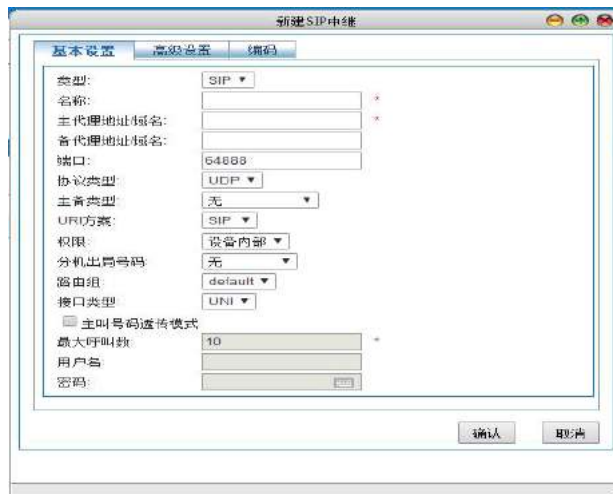 新建SIP中继
基本设置 高级设置 编码
类型: SIP
名称: *
主代理地址/域名: *
备代理地址/域名:
端口: 64888
协议类型: UDP
主备类型: 无
URI方案: SIP
权限: 设备内部
分机出局号码: 无
路由组: default
接口类型 UNI
主叫号码透传模式
最大呼叫数 10 *
用户名
密码:
确认 取消